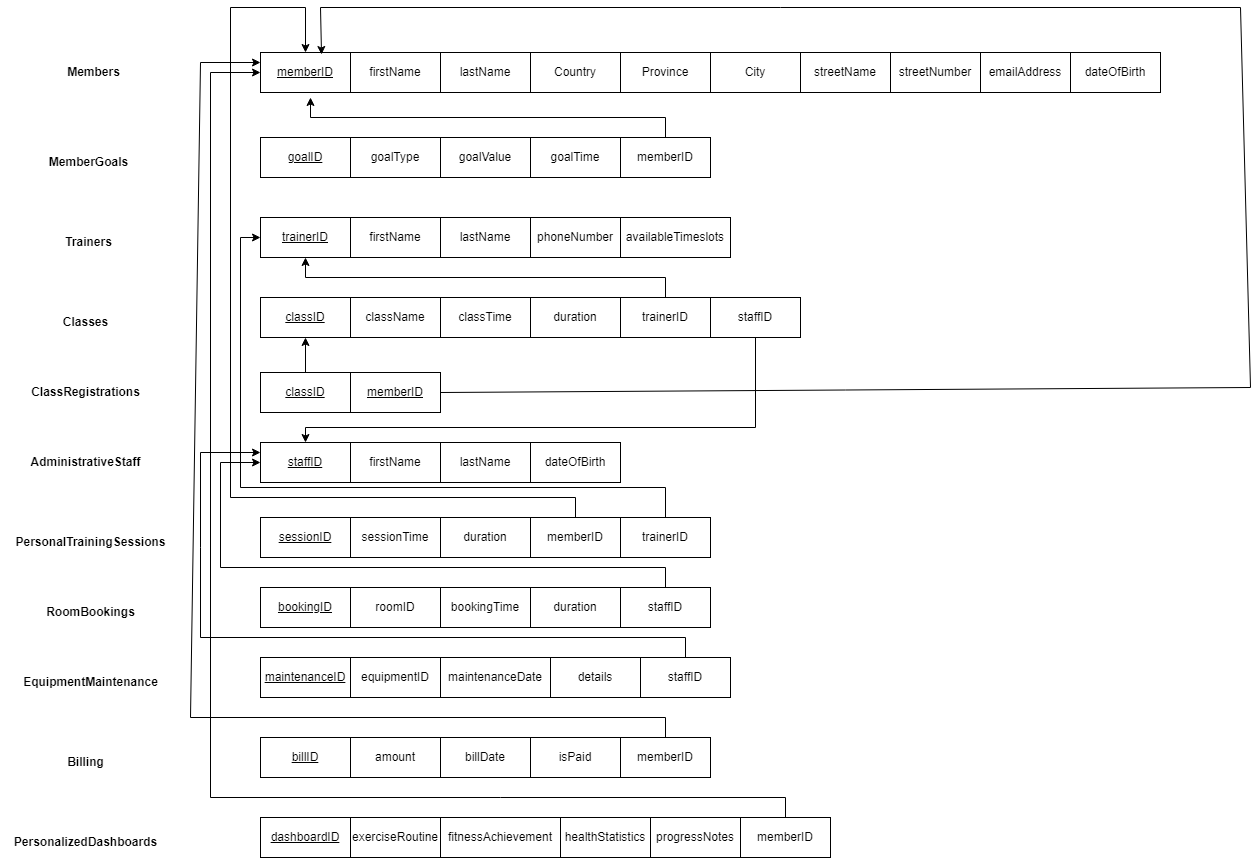 Members memberID firstName lastName Country Province City streetName streetNumber emailAddress dateOfBirth
MemberGoals goalID goalType goalValue goalTime memberID
Trainers trainerID firstName lastName phoneNumber availableTimeslots
Classes classID className classTime duration trainerID staffID
ClassRegistrations classID memberID
AdministrativeStaff staffID firstName lastName dateOfBirth
PersonalTrainingSessions sessionID sessionTime duration memberID trainerID
RoomBookings bookingID roomID bookingTime duration staffID
EquipmentMaintenance maintenanceID equipmentID maintenanceDate details staffID
Billing billID amount billDate isPaid memberID
PersonalizedDashboards dashboardID exerciseRoutine fitnessAchievement healthStatistics progressNotes memberID